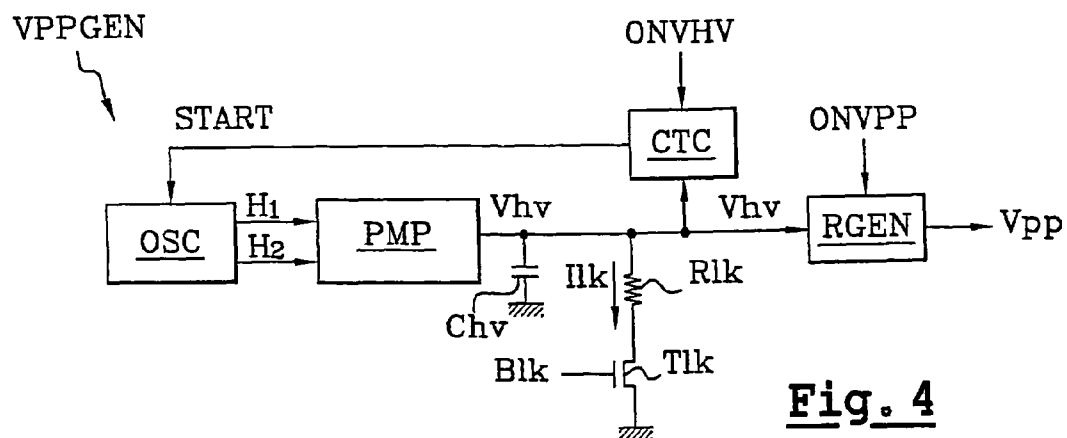 VPPGEN
ONVHV
START
CTC
ONVPP
OSC
H1
H2
PMP
Vhv
Vhv
RGEN
Vpp
Chv
Ilk
Rlk
Blk
Tlk
Fig. 4